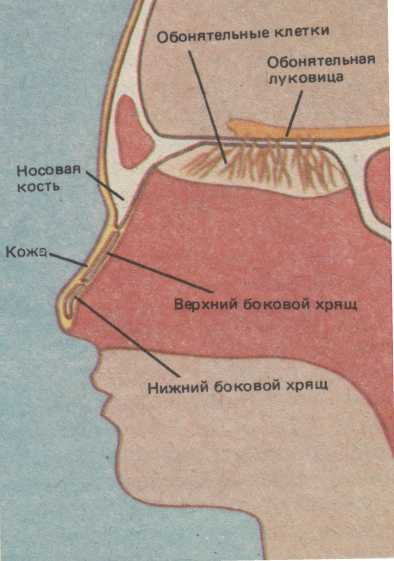 Обонятельные клетки
Обонятельная
луковица
Носовая
кость
Кожа
Верхний боковой хрящ
Нижний боковой хрящ